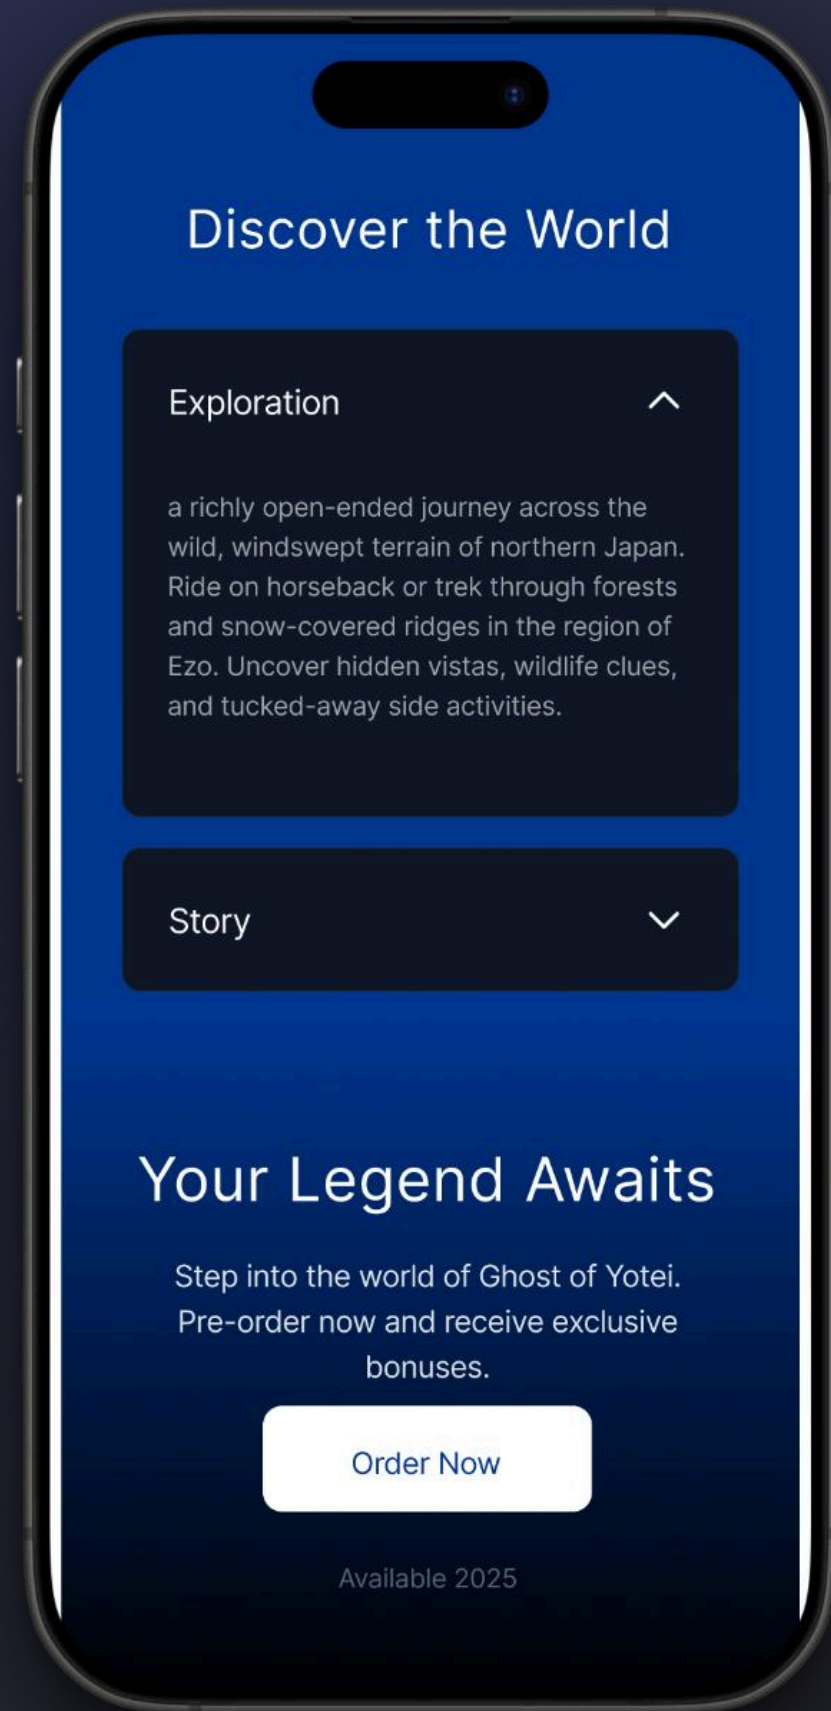 Discover the World
Exploration
a richly open-ended journey across the
wild, windswept terrain of northern Japan.
Ride on horseback or trek through forests
and snow-covered ridges in the region of
Ezo. Uncover hidden vistas, wildlife clues,
and tucked-away side activities.
Story
Your Legend Awaits
Step into the world of Ghost of Yotei.
Pre-order now and receive exclusive
bonuses.
Order Now
Available 2025